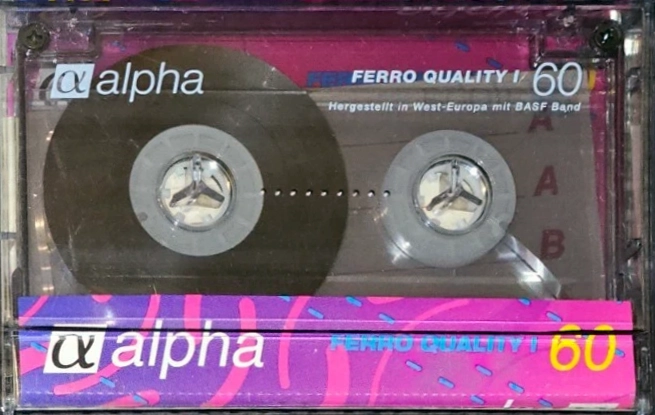 α alpha FERRO QUALITY I 60
Hergestellt in West-Europa mit BASF Band
A
A
B
α alpha FERRO QUALITY I 60